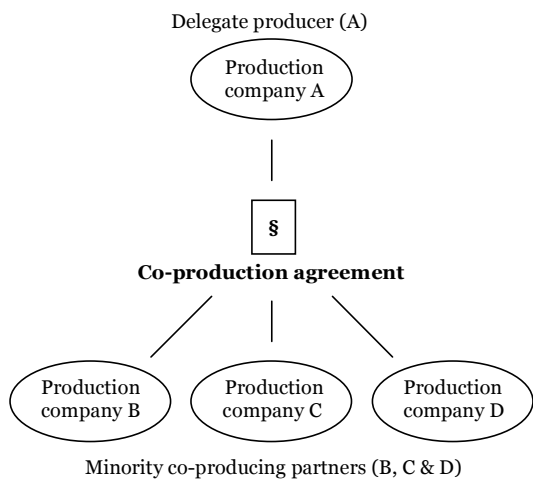 Delegate producer (A)
Production
company A
§
Co-production agreement
Production
company B
Production
company C
Production
company D
Minority co-producing partners (B, C & D)